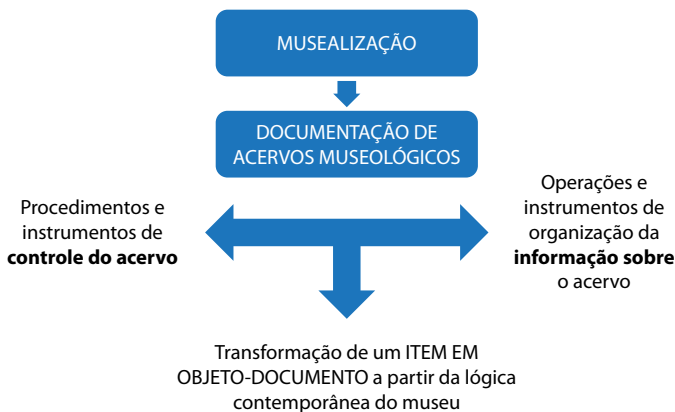 MUSEALIZAÇÃO
DOCUMENTAÇÃO DE
ACERVOS MUSEOLÓGICOS
Procedimentos e
instrumentos de
controle do acervo
Operações e
instrumentos de
organização da
informação sobre
o acervo
Transformação de um ITEM EM
OBJETO-DOCUMENTO a partir da lógica
contemporânea do museu